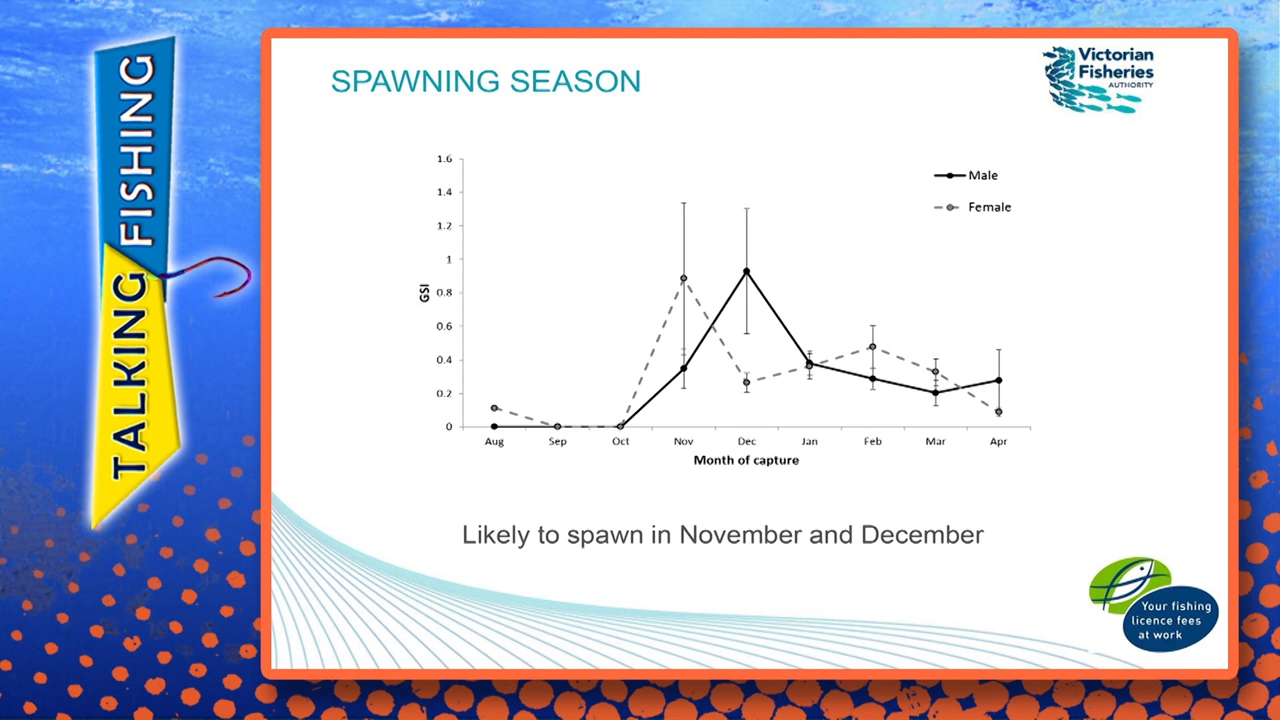 TALKING FISHING
SPAWNING SEASON
Victorian
Fisheries
AUTHORITY
1.6
1.4
1.2
1
0.8
0.6
0.4
0.2
0
GSI
Male
Female
Aug Sep Oct Nov Dec Jan Feb Mar Apr
Month of capture
Likely to spawn in November and December
Your fishing
licence fees
at work